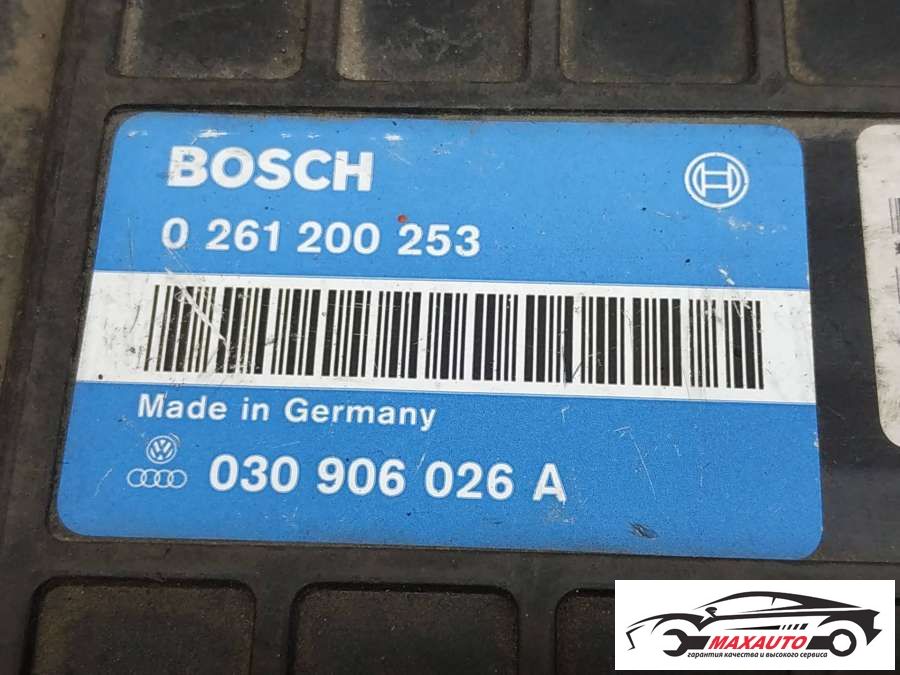 BOSCH
0 261 200 253
Made in Germany
030 906 026 A
MAXAUTO
гарантия качества и высокого сервиса